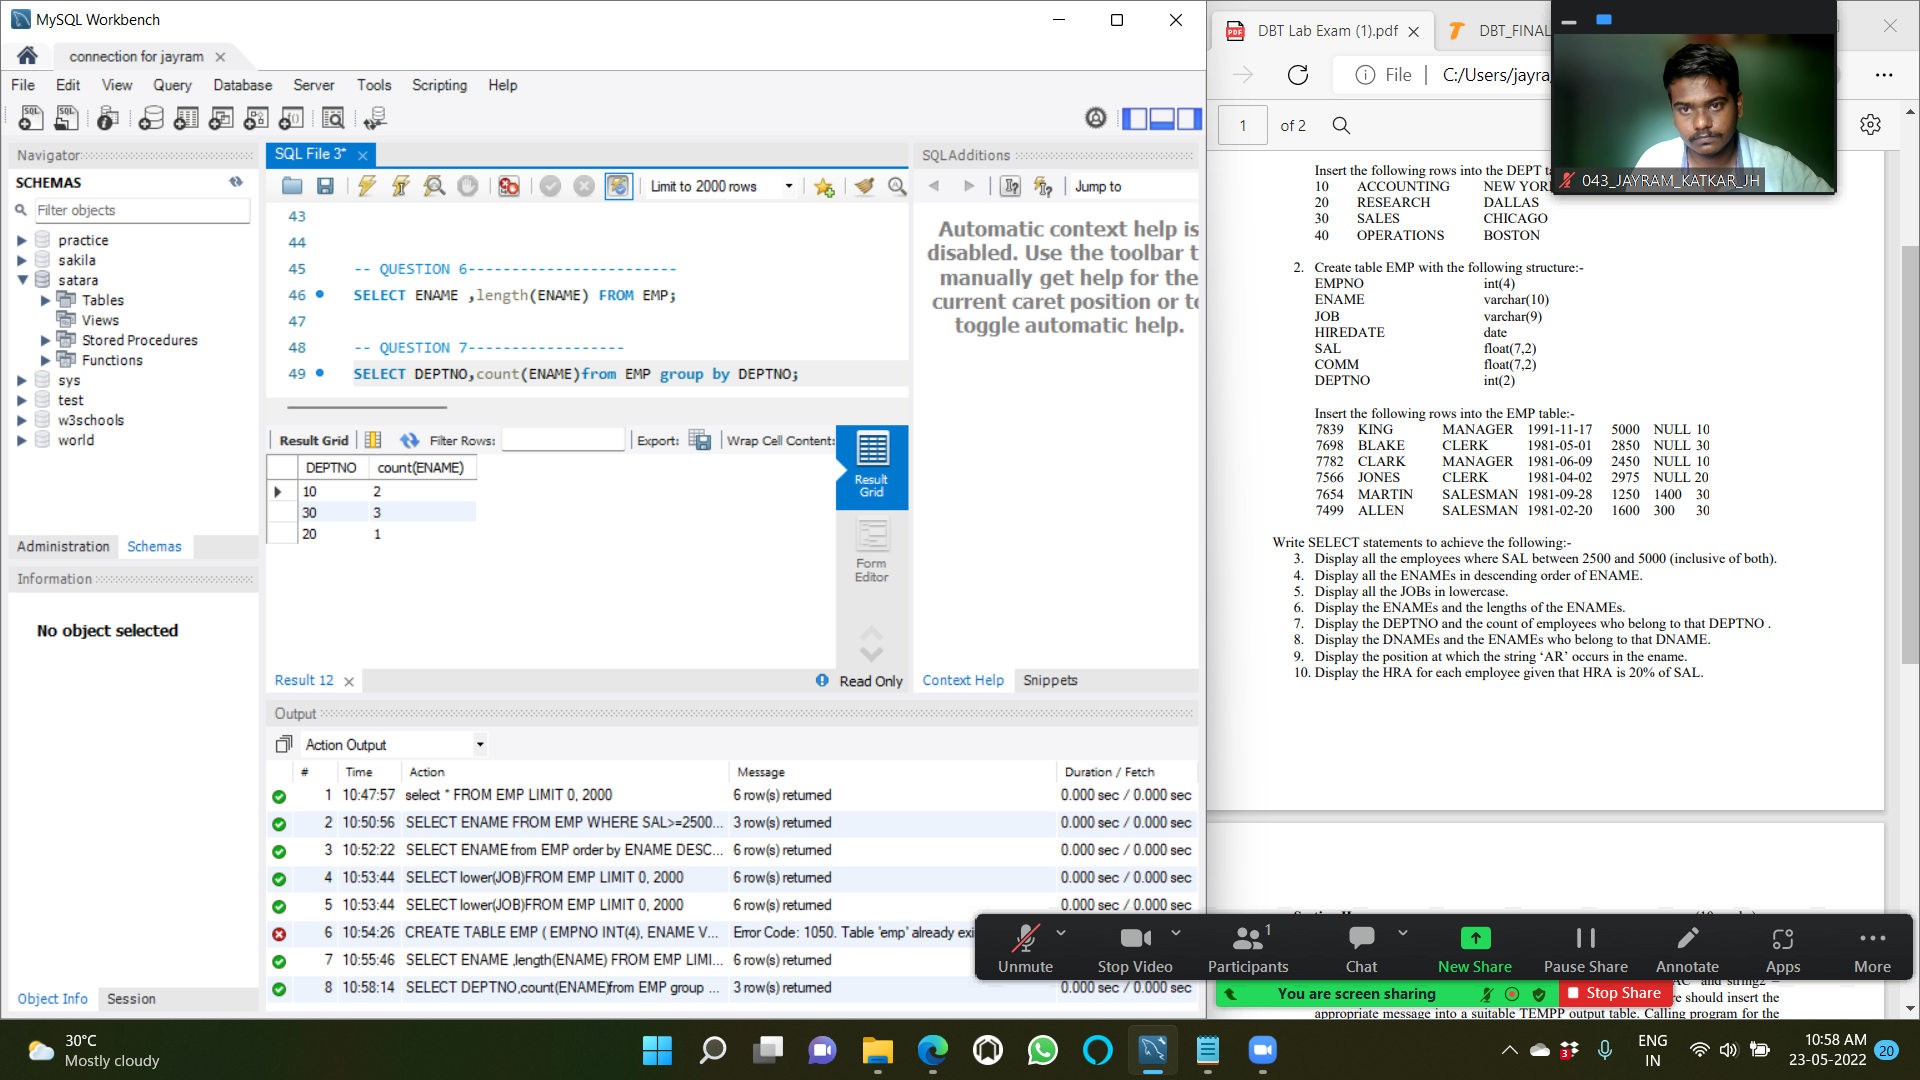 MySQL Workbench
connection for jayram
File Edit View Query Database Server Tools Scripting Help
Navigator
SCHEMAS
Filter objects
practice
sakila
satara
Tables
Views
Stored Procedures
Functions
sys
test
w3schools
world
Administration Schemas
Information
No object selected
Object Info Session
SQL File 3*
Limit to 2000 rows
43
44
45 -- QUESTION 6------------------------
46 SELECT ENAME ,length(ENAME) FROM EMP;
47
48 -- QUESTION 7------------------
49 SELECT DEPTNO,count(ENAME)from EMP group by DEPTNO;
Result Grid Filter Rows: Export: Wrap Cell Content:
DEPTNO count(ENAME)
10 2
30 3
20 1
Result Grid
Form Editor
Result 12 Read Only
SQLAdditions
Jump to
Automatic context help is
disabled. Use the toolbar t
manually get help for the
current caret position or to
toggle automatic help.
Context Help Snippets
Output
Action Output
# Time Action Message Duration / Fetch
1 10:47:57 select * FROM EMP LIMIT 0, 2000 6 row(s) returned 0.000 sec / 0.000 sec
2 10:50:56 SELECT ENAME FROM EMP WHERE SAL>=2500... 3 row(s) returned 0.000 sec / 0.000 sec
3 10:52:22 SELECT ENAME from EMP order by ENAME DESC... 6 row(s) returned 0.000 sec / 0.000 sec
4 10:53:44 SELECT lower(JOB)FROM EMP LIMIT 0, 2000 6 row(s) returned 0.000 sec / 0.000 sec
5 10:53:44 SELECT lower(JOB)FROM EMP LIMIT 0, 2000 6 row(s) returned 0.000 sec / 0.000 sec
6 10:54:26 CREATE TABLE EMP ( EMPNO INT(4), ENAME V... Error Code: 1050. Table 'emp' already exi
7 10:55:46 SELECT ENAME ,length(ENAME) FROM EMP LIMI... 6 row(s) returned
8 10:58:14 SELECT DEPTNO,count(ENAME)from EMP group ... 3 row(s) returned 0.000 sec / 0.000 sec
DBT Lab Exam (1).pdf DBT_FINAL
File C:/Users/jayra
1 of 2
043_JAYRAM_KATKAR_JH
Insert the following rows into the DEPT ta
10 ACCOUNTING NEW YOR
20 RESEARCH DALLAS
30 SALES CHICAGO
40 OPERATIONS BOSTON
2. Create table EMP with the following structure:-
EMPNO int(4)
ENAME varchar(10)
JOB varchar(9)
HIREDATE date
SAL float(7,2)
COMM float(7,2)
DEPTNO int(2)
Insert the following rows into the EMP table:-
7839 KING MANAGER 1991-11-17 5000 NULL 10
7698 BLAKE CLERK 1981-05-01 2850 NULL 30
7782 CLARK MANAGER 1981-06-09 2450 NULL 10
7566 JONES CLERK 1981-04-02 2975 NULL 20
7654 MARTIN SALESMAN 1981-09-28 1250 1400 30
7499 ALLEN SALESMAN 1981-02-20 1600 300 30
Write SELECT statements to achieve the following:-
3. Display all the employees where SAL between 2500 and 5000 (inclusive of both).
4. Display all the ENAMEs in descending order of ENAME.
5. Display all the JOBs in lowercase.
6. Display the ENAMEs and the lengths of the ENAMEs.
7. Display the DEPTNO and the count of employees who belong to that DEPTNO .
8. Display the DNAMEs and the ENAMEs who belong to that DNAME.
9. Display the position at which the string ‘AR’ occurs in the ename.
10. Display the HRA for each employee given that HRA is 20% of SAL.
Unmute Stop Video Participants 1 Chat New Share Pause Share Annotate Apps More
You are screen sharing Stop Share
re should insert the
appropriate message into a suitable TEMPP output table. Calling program for the
30°C
Mostly cloudy
3
ENG
IN
10:58 AM
23-05-2022
20